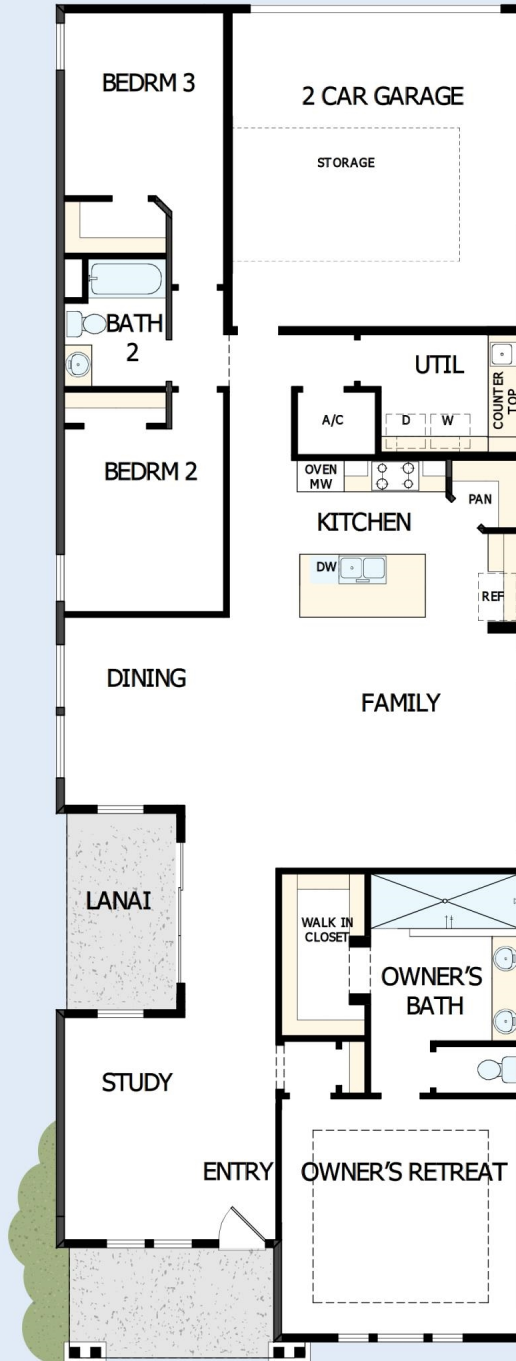 BEDRM 3
2 CAR GARAGE
STORAGE
BATH
2
UTIL
COUNTER
TOP
A/C
D
W
BEDRM 2
OVEN
MW
PAN
KITCHEN
DW
REF
DINING
FAMILY
LANAI
WALK IN
CLOSET
OWNER'S
BATH
STUDY
ENTRY
OWNER'S RETREAT